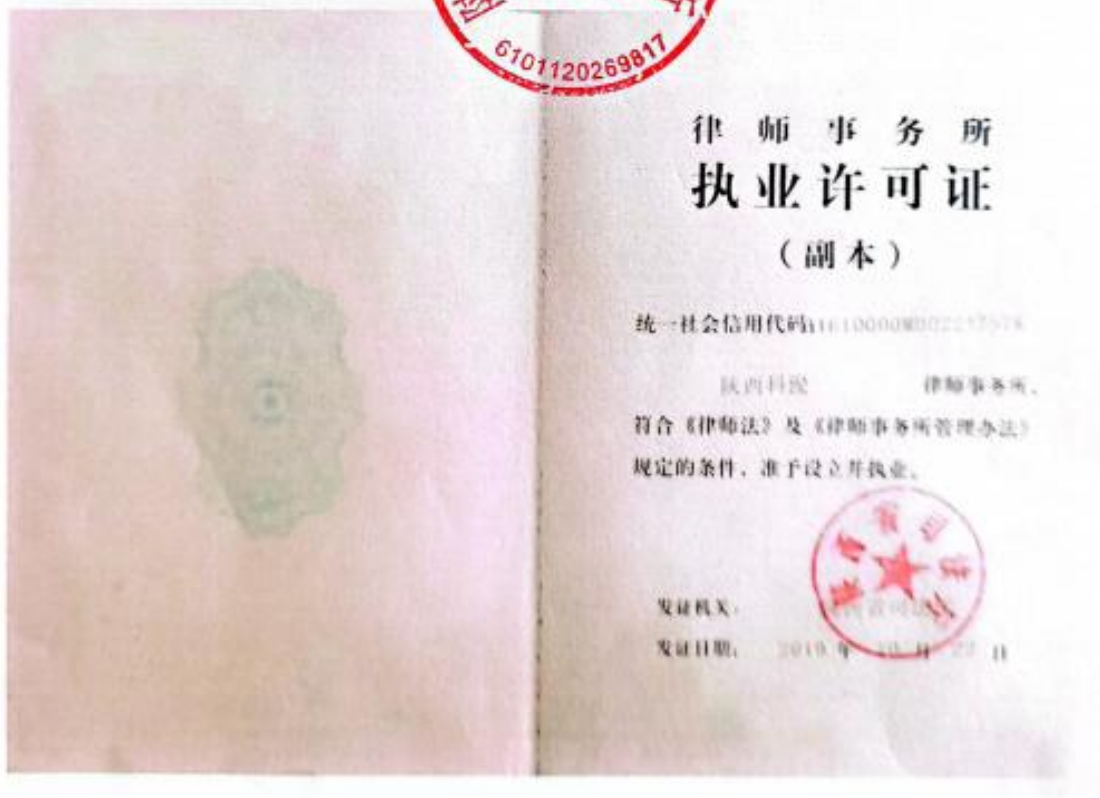 6101120269817
律师事务所
执业许可证
（副本）
统一社会信用代码
陕西科 律师事务所，
符合《律师法》及《律师事务所管理办法》
规定的条件，准予设立并执业。
发证机关：
发证日期： 2019 年 10 月 22 日